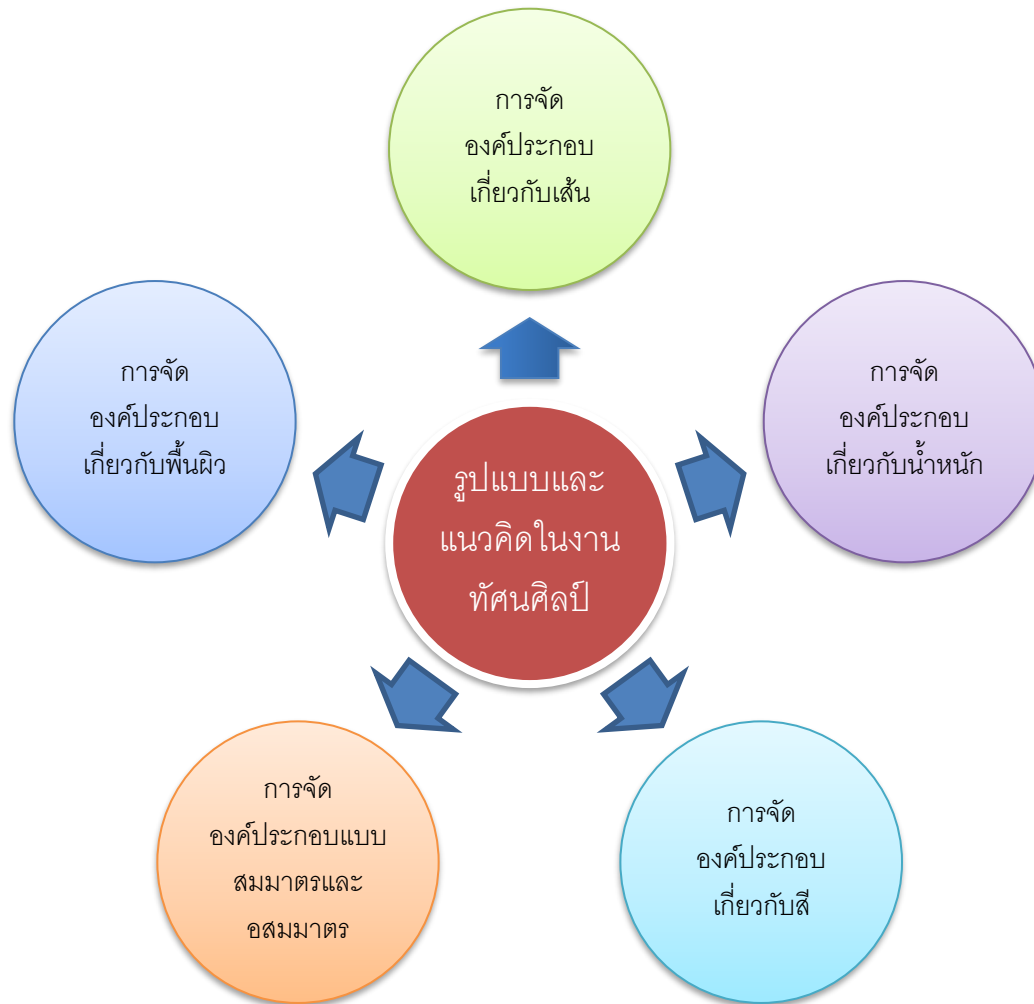 การจัด
องค์ประกอบ
เกี่ยวกับเส้น
การจัด
องค์ประกอบ
เกี่ยวกับพื้นผิว
การจัด
องค์ประกอบ
เกี่ยวกับน้ำหนัก
รูปแบบและ
แนวคิดในงาน
ทัศนศิลป์
การจัด
องค์ประกอบแบบ
สมมาตรและ
อสมมาตร
การจัด
องค์ประกอบ
เกี่ยวกับสี